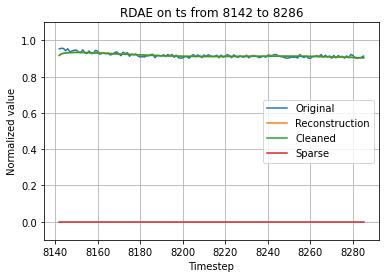 RDAE on ts from 8142 to 8286
Normalized value
1.0
0.8
0.6
0.4
0.2
0.0
Original
Reconstruction
Cleaned
Sparse
8140 8160 8180 8200 8220 8240 8260 8280
Timestep